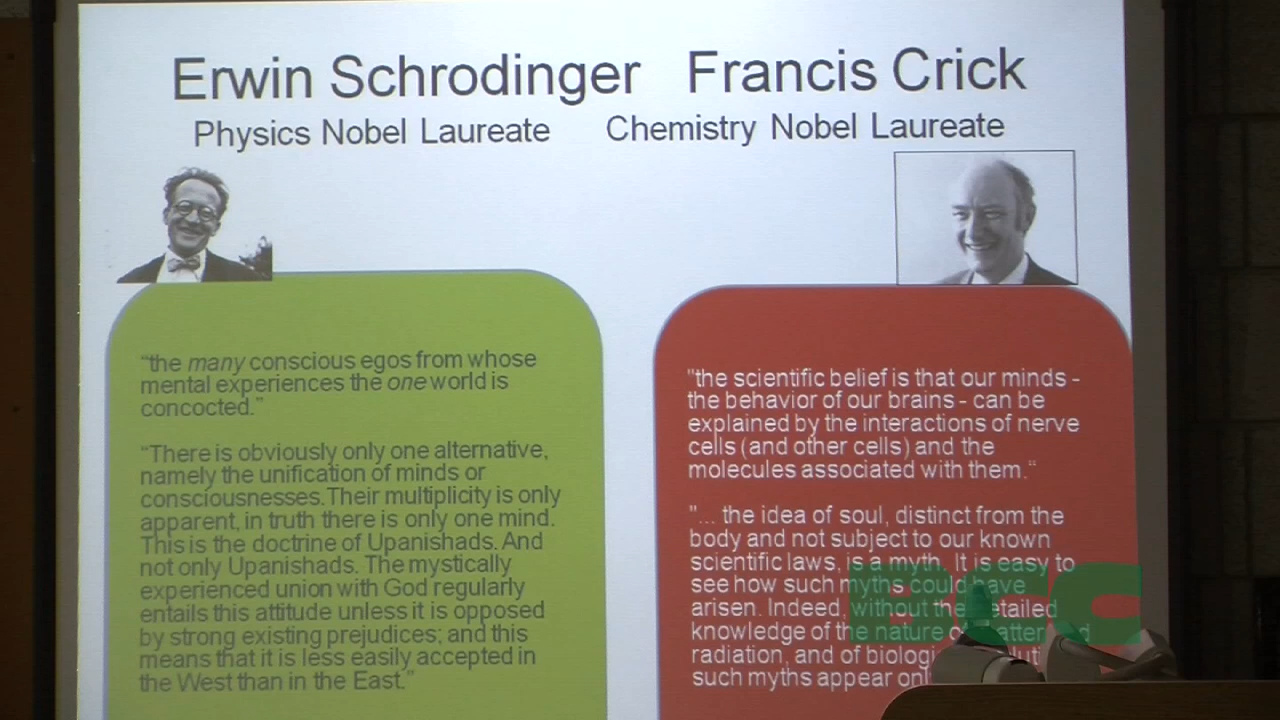 Erwin Schrodinger
Physics Nobel Laureate
"the many conscious egos from whose
mental experiences the one world is
concocted."
"There is obviously only one alternative,
namely the unification of minds or
consciousnesses. Their multiplicity is only
apparent, in truth there is only one mind.
This is the doctrine of Upanishads. And
not only Upanishads. The mystically
experienced union with God regularly
entails this attitude unless it is opposed
by strong existing prejudices; and this
means that it is less easily accepted in
the West than in the East."
Francis Crick
Chemistry Nobel Laureate
"the scientific belief is that our minds -
the behavior of our brains - can be
explained by the interactions of nerve
cells (and other cells) and the
molecules associated with them."
"... the idea of soul, distinct from the
body and not subject to our known
scientific laws, is a myth. It is easy to
see how such myths could have
arisen. Indeed, without the
knowledge of the nature
radiation, and of
such myths appear